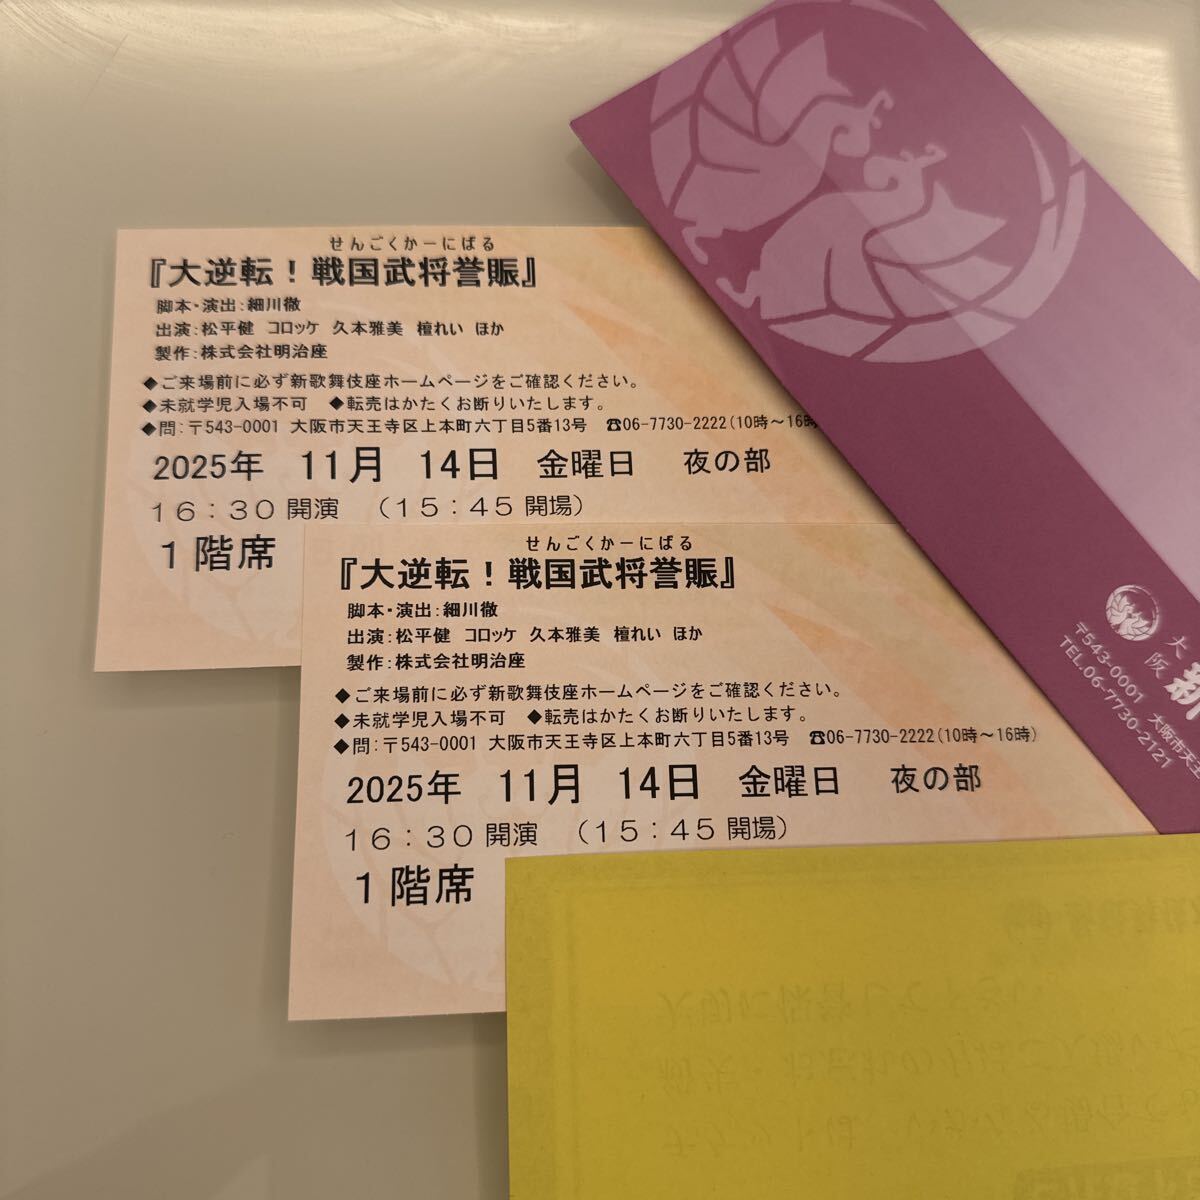 せんごくかーにばる
『大逆転！戦国武将誉賑』
脚本・演出：細川徹
出演：松平健 コロッケ 久本雅美 檀れい ほか
製作：株式会社明治座
◆ご来場前に必ず新歌舞伎座ホームページをご確認ください。
◆未就学児入場不可 ◆転売はかたくお断りいたします。
◆問：〒543-0001 大阪市天王寺区上本町六丁目5番13号 ☎06-7730-2222(10時～16時
2025年 11月 14日 金曜日 夜の部
16：30 開演 （15：45 開場）
1階席
せんごくかーにばる
『大逆転！戦国武将誉賑』
脚本・演出：細川徹
出演：松平健 コロッケ 久本雅美 檀れい ほか
製作：株式会社明治座
◆ご来場前に必ず新歌舞伎座ホームページをご確認ください。
◆未就学児入場不可 ◆転売はかたくお断りいたします。
◆問：〒543-0001 大阪市天王寺区上本町六丁目5番13号 ☎06-7730-2222(10時～16時)
2025年 11月 14日 金曜日 夜の部
16：30 開演 （15：45 開場）
1階席
大阪 新
〒543-0001 大阪市天王
TEL.06-7730-2121